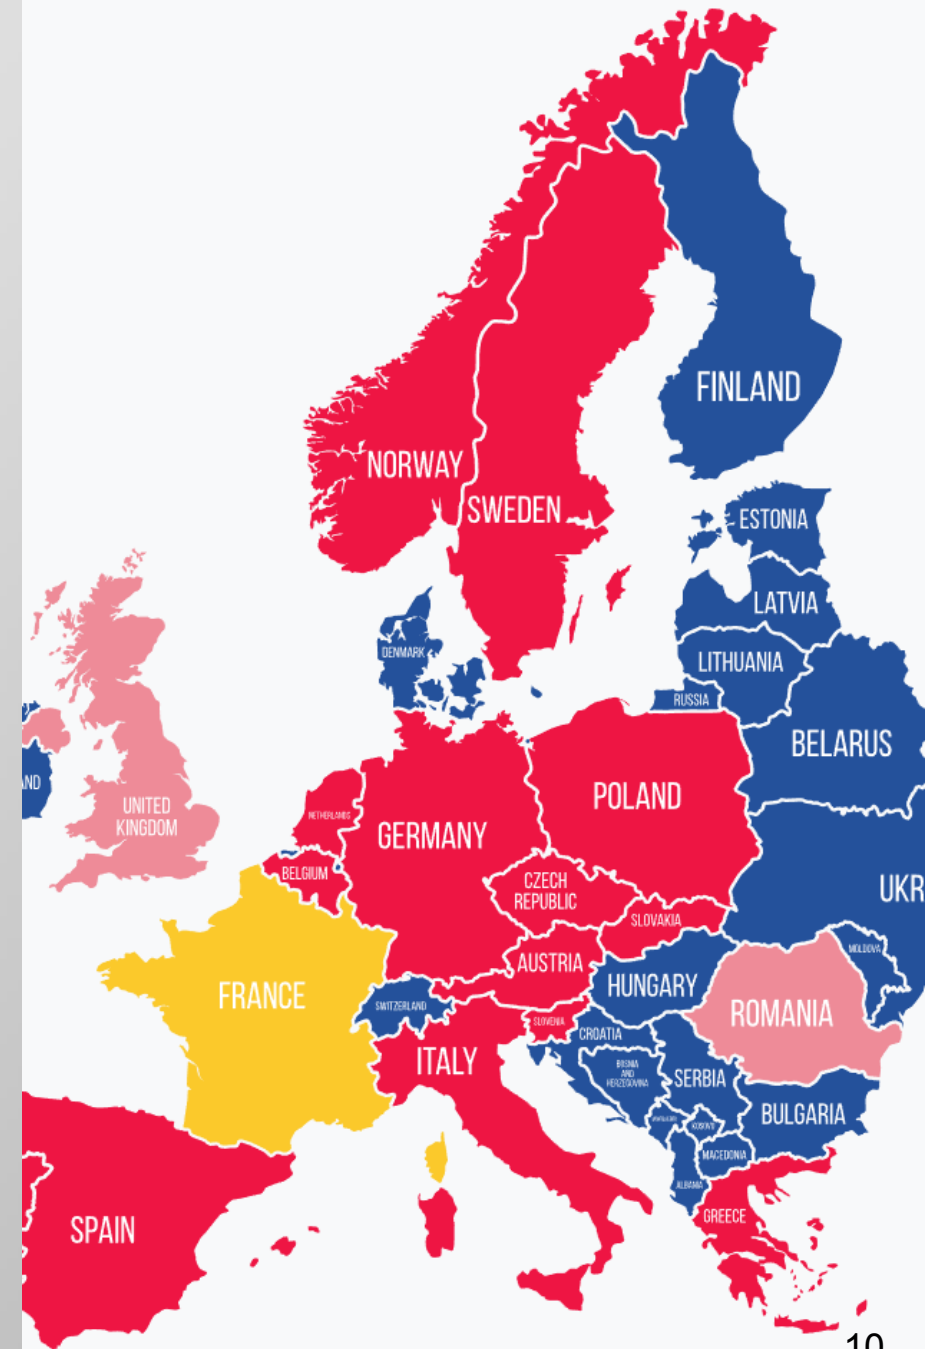 FINLAND
NORWAY
SWEDEN
ESTONIA
LATVIA
DENMARK
LITHUANIA
RUSSIA
BELARUS
AND
UNITED
KINGDOM
NETHERLANDS
GERMANY
POLAND
BELGIUM
CZECH
REPUBLIC
UKR
SLOVAKIA
MOLDOVA
AUSTRIA
HUNGARY
FRANCE
SWITZERLAND
ROMANIA
SLOVENIA
CROATIA
ITALY
BOSNIA
AND
HERZEGOVINA
SERBIA
BULGARIA
KOSOVO
MACEDONIA
ALBANIA
GREECE
SPAIN
10